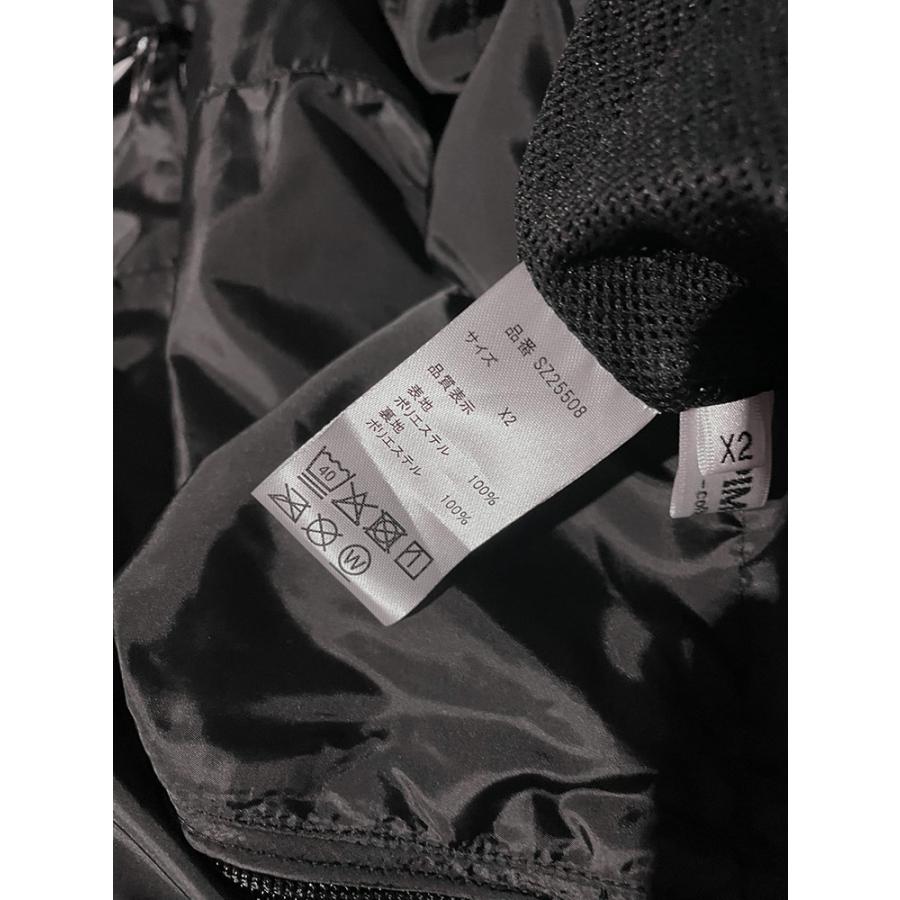 品番 SZ25508
サイズ X2
品質表示
表地
ポリエステル 100%
裏地
ポリエステル 100%
40
W
X2